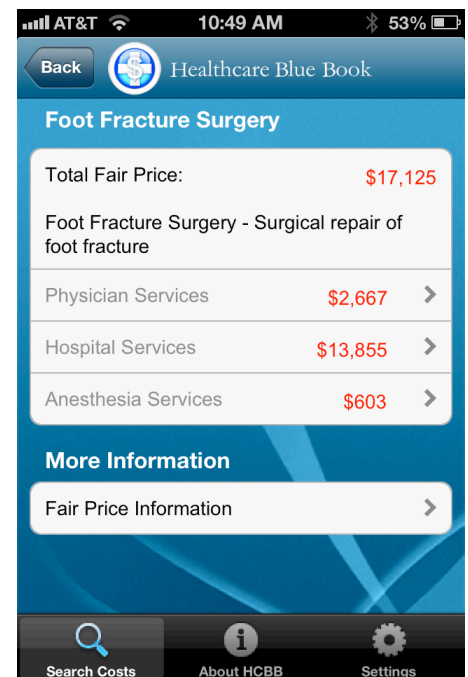 AT&T 10:49 AM 53%
Back Healthcare Blue Book
Foot Fracture Surgery
Total Fair Price: $17,125
Foot Fracture Surgery - Surgical repair of
foot fracture
Physician Services $2,667
Hospital Services $13,855
Anesthesia Services $603
More Information
Fair Price Information
Search Costs About HCBB Settings